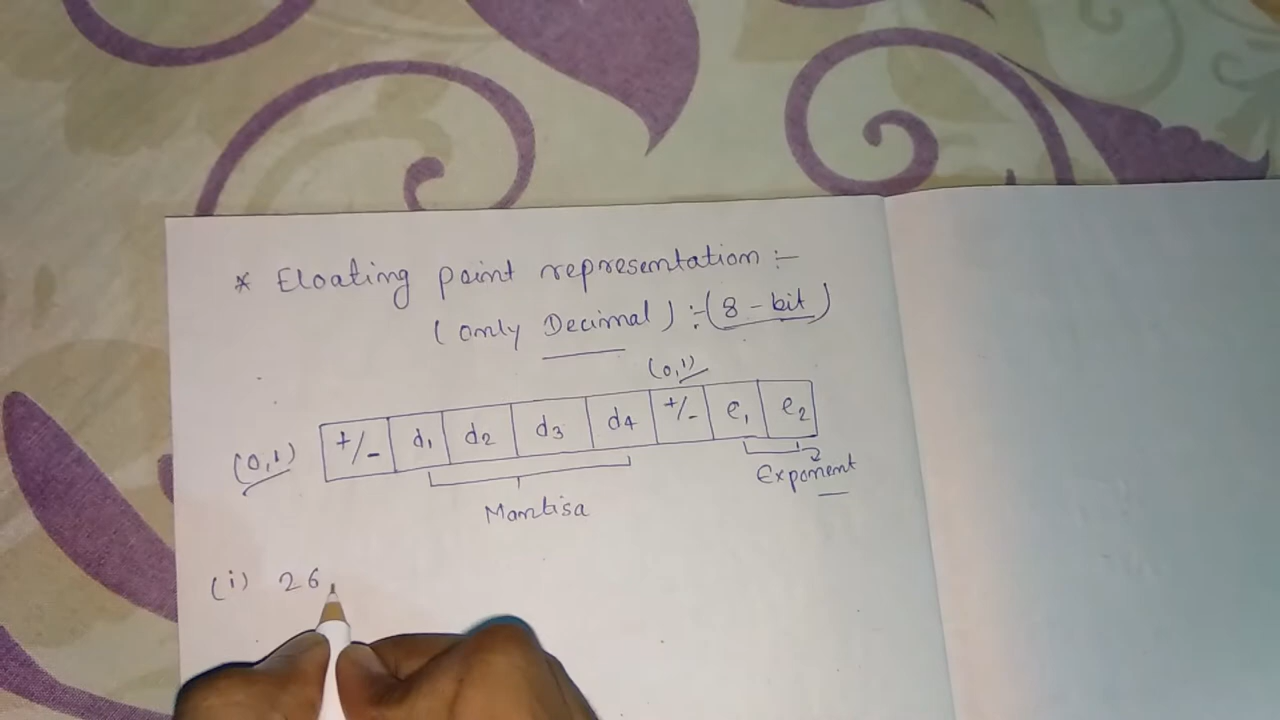 * Eloating point representation :-
(only Decimal) :- (8-bit)
(0,1)
(0,1) +/- d1 d2 d3 d4 +/- e1 e2
Mantisa
Exponent
(i) 26